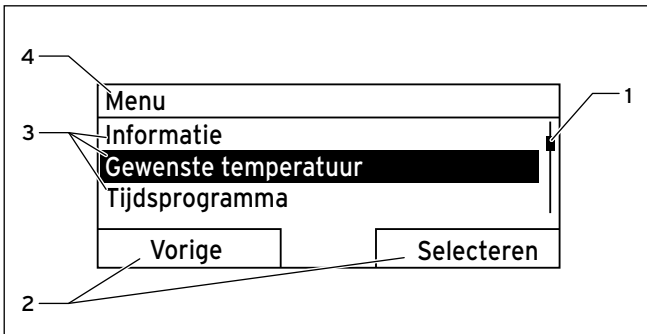 4
1
Menu
3
Informatie
Gewenste temperatuur
Tijdsprogramma
Vorige
Selecteren
2